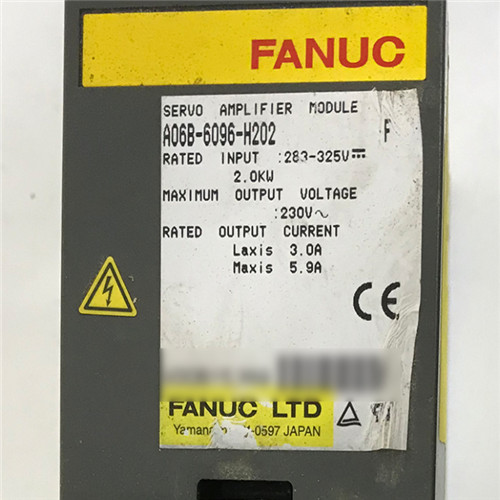 FANUC
SERVO AMPLIFIER MODULE
A06B-6096-H202 F
RATED INPUT :283-325V⎓
2.0KW
MAXIMUM OUTPUT VOLTAGE
:230V~
RATED OUTPUT CURRENT
Laxis 3.0A
Maxis 5.9A
CE
FANUC LTD
0597 JAPAN